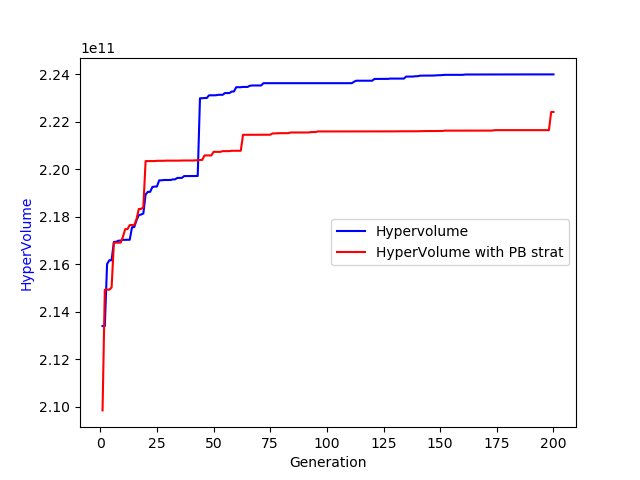 1e11
2.24
2.22
2.20
2.18
2.16
2.14
2.12
2.10
HyperVolume
Hypervolume
HyperVolume with PB strat
0 25 50 75 100 125 150 175 200
Generation